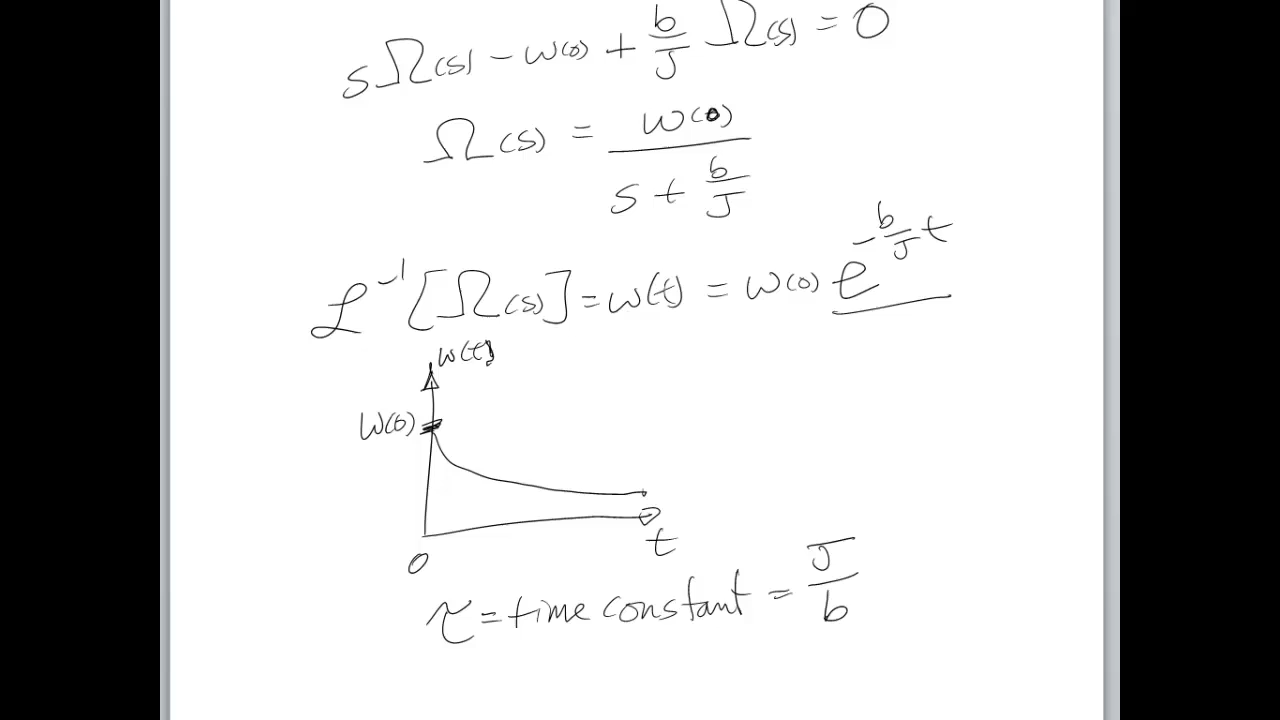 sΩ(s) - ω(0) + b/J Ω(s) = 0
Ω(s) = ω(0) / (s + b/J)
ℒ⁻¹[Ω(s)] = ω(t) = ω(0) e^(-b/J t)
ω(t)
ω(0)
0
t
τ = time constant = J/b